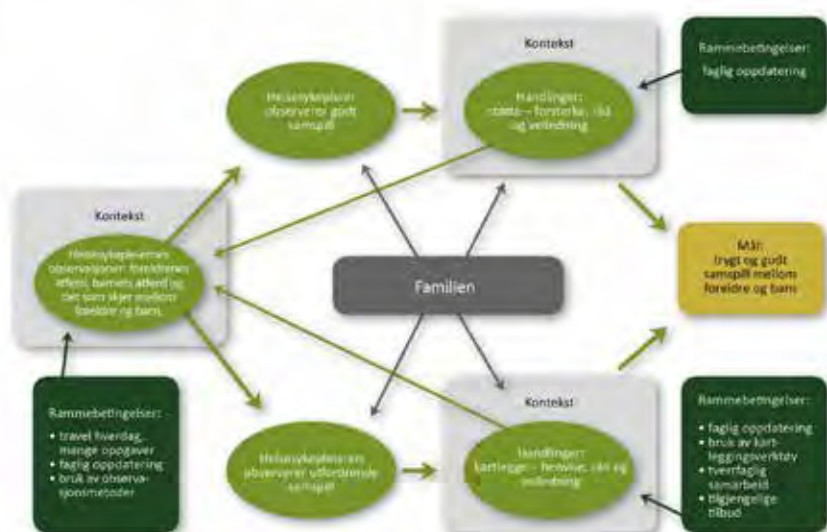 Kontekst
Handlinger:
støtte – forsterke, råd
og veiledning
Rammebetingelser:
faglig oppdatering
Helsesykepleier
observerer godt
samspill
Kontekst
Helsesykepleiernes
observasjoner: foreldrenes
atferd, barnets atferd og
det som skjer mellom
foreldre og barn.
Familien
Mål:
trygt og godt
samspill mellom
foreldre og barn
Rammebetingelser:
• travel hverdag,
mange oppgaver
• faglig oppdatering
• bruk av observa-
sjonsmetoder
Helsesykepleieren
observerer utfordrende
samspill
Kontekst
Handlinger:
kartlegge – henvise, råd og
veiledning
Rammebetingelser:
• faglig oppdatering
• bruk av kart-
leggingsverktøy
• tverrfaglig
samarbeid
• tilgjengelige
tilbud